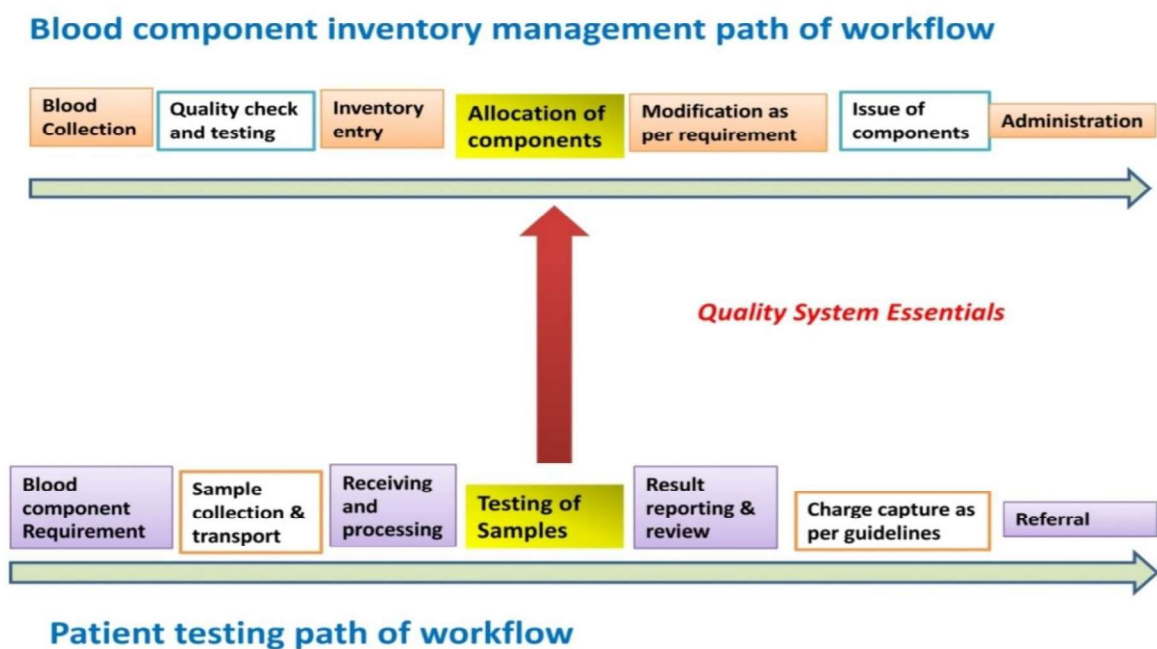 Blood component inventory management path of workflow
Blood
Collection
Quality check
and testing
Inventory
entry
Allocation of
components
Modification as
per requirement
Issue of
components
Administration
Quality System Essentials
Blood
component
Requirement
Sample
collection &
transport
Receiving
and
processing
Testing of
Samples
Result
reporting &
review
Charge capture as
per guidelines
Referral
Patient testing path of workflow